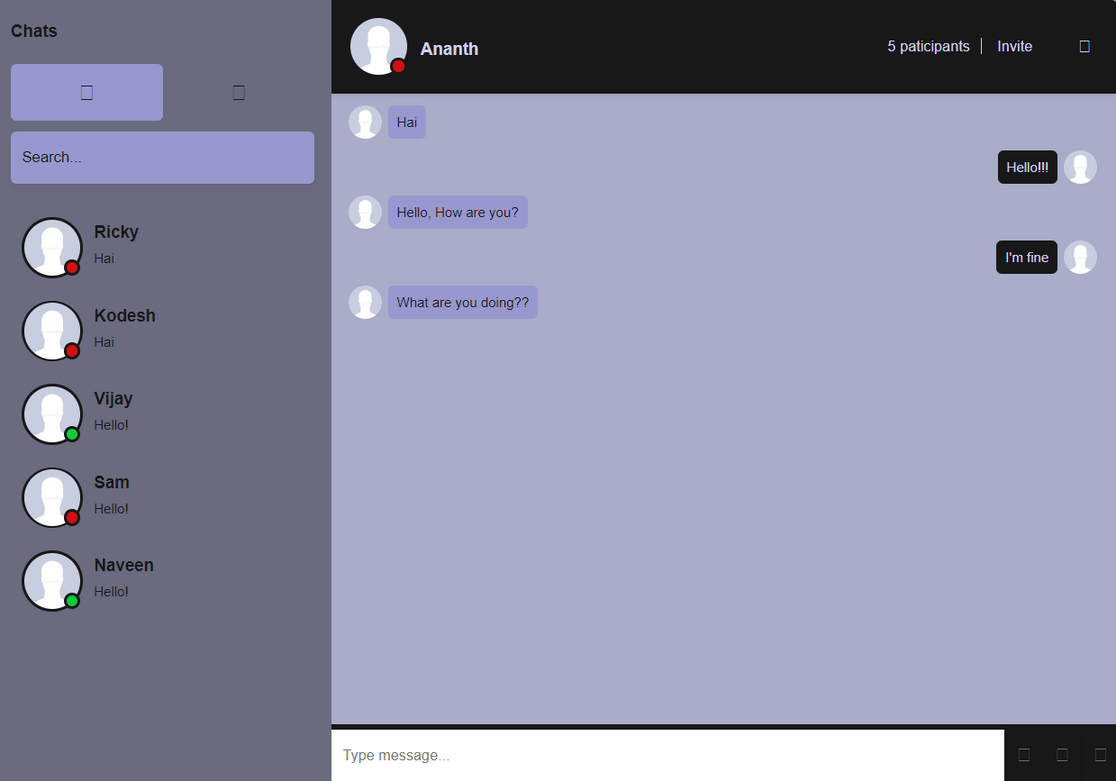 Chats
Search...
Ricky
Hai
Kodesh
Hai
Vijay
Hello!
Sam
Hello!
Naveen
Hello!
Ananth
5 paticipants
Invite
Hai
Hello!!!
Hello, How are you?
I'm fine
What are you doing??
Type message...